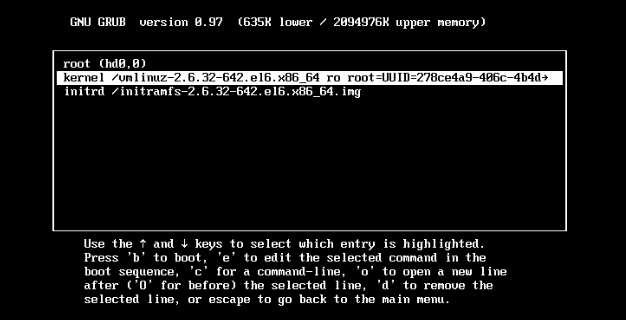 GNU GRUB  version 0.97  (635K lower / 2094976K upper memory)
root (hd0,0)
kernel /vmlinuz-2.6.32-642.el6.x86_64 ro root=UUID=278ce4a9-406c-4b4d→
initrd /initramfs-2.6.32-642.el6.x86_64.img
Use the ↑ and ↓ keys to select which entry is highlighted.
Press 'b' to boot, 'e' to edit the selected command in the
boot sequence, 'c' for a command-line, 'o' to open a new line
after ('O' for before) the selected line, 'd' to remove the
selected line, or escape to go back to the main menu.